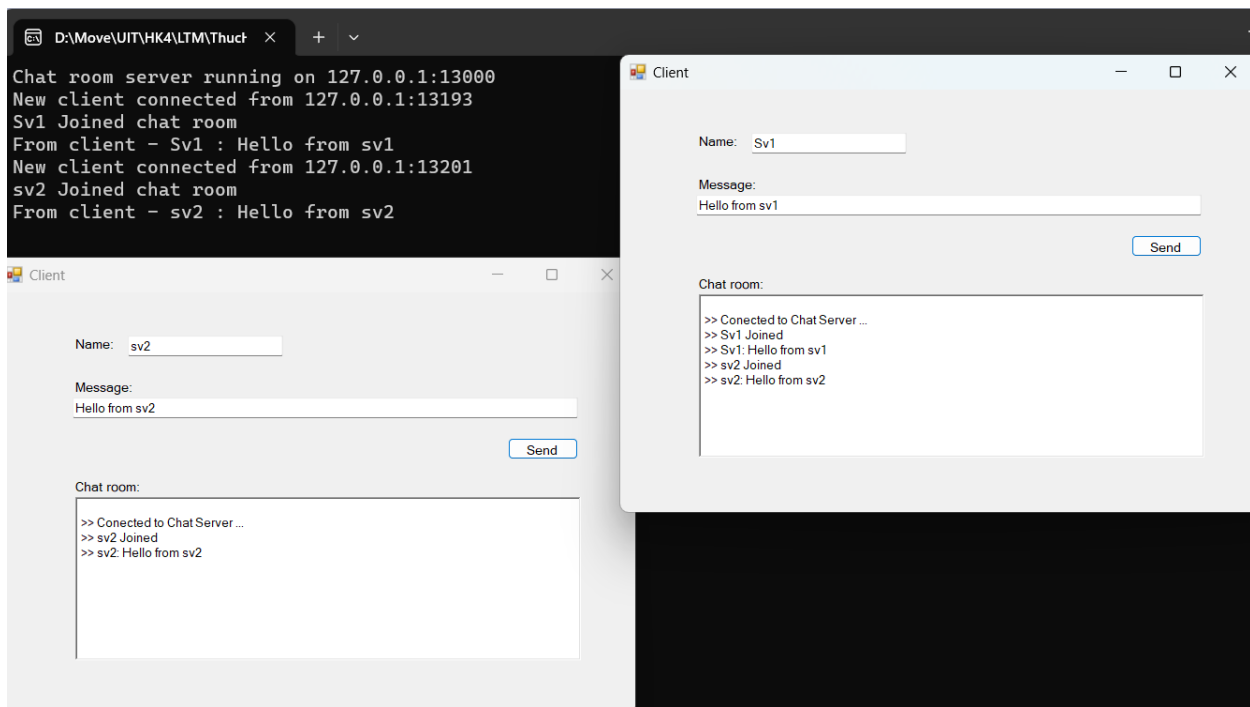 D:\Move\UIT\HK4\LTM\Thuch
Chat room server running on 127.0.0.1:13000
New client connected from 127.0.0.1:13193
Sv1 Joined chat room
From client - Sv1 : Hello from sv1
New client connected from 127.0.0.1:13201
sv2 Joined chat room
From client - sv2 : Hello from sv2
Client
Name: Sv1
Message:
Hello from sv1
Send
Chat room:
>> Conected to Chat Server ...
>> Sv1 Joined
>> Sv1: Hello from sv1
>> sv2 Joined
>> sv2: Hello from sv2
Client
Name: sv2
Message:
Hello from sv2
Send
Chat room:
>> Conected to Chat Server ...
>> sv2 Joined
>> sv2: Hello from sv2